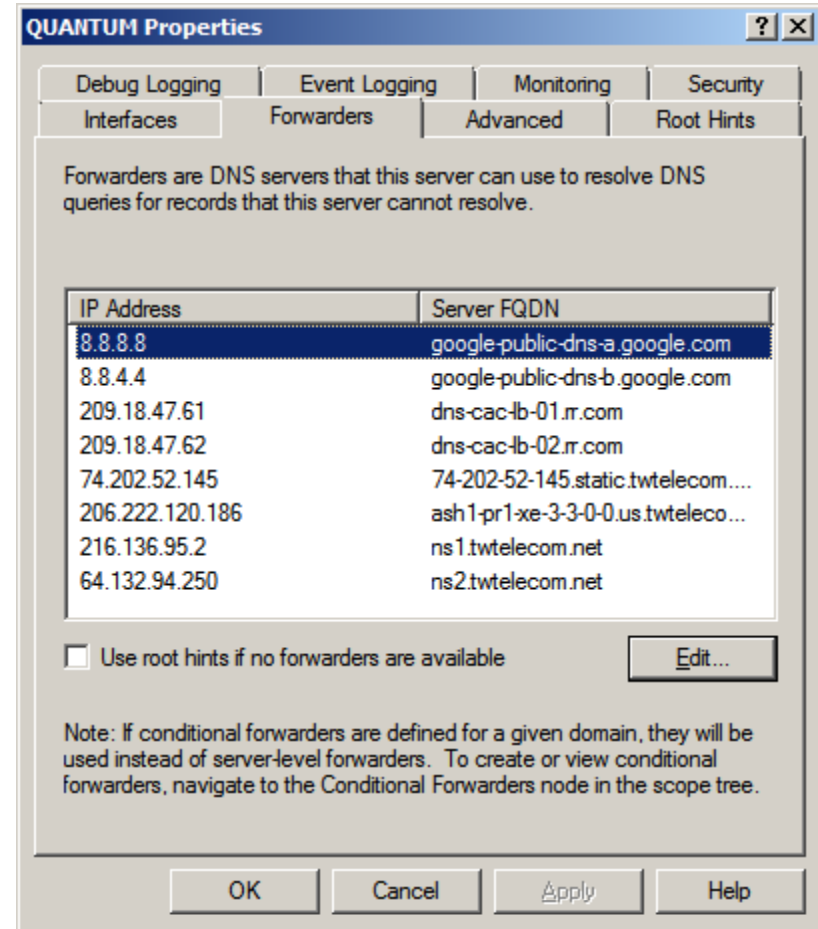 QUANTUM Properties
Debug Logging Event Logging Monitoring Security
Interfaces Forwarders Advanced Root Hints
Forwarders are DNS servers that this server can use to resolve DNS
queries for records that this server cannot resolve.
IP Address Server FQDN
8.8.8.8 google-public-dns-a.google.com
8.8.4.4 google-public-dns-b.google.com
209.18.47.61 dns-cac-lb-01.rr.com
209.18.47.62 dns-cac-lb-02.rr.com
74.202.52.145 74-202-52-145.static.twtelecom....
206.222.120.186 ash1-pr1-xe-3-3-0-0.us.twteleco...
216.136.95.2 ns1.twtelecom.net
64.132.94.250 ns2.twtelecom.net
Use root hints if no forwarders are available Edit...
Note: If conditional forwarders are defined for a given domain, they will be
used instead of server-level forwarders. To create or view conditional
forwarders, navigate to the Conditional Forwarders node in the scope tree.
OK Cancel Apply Help